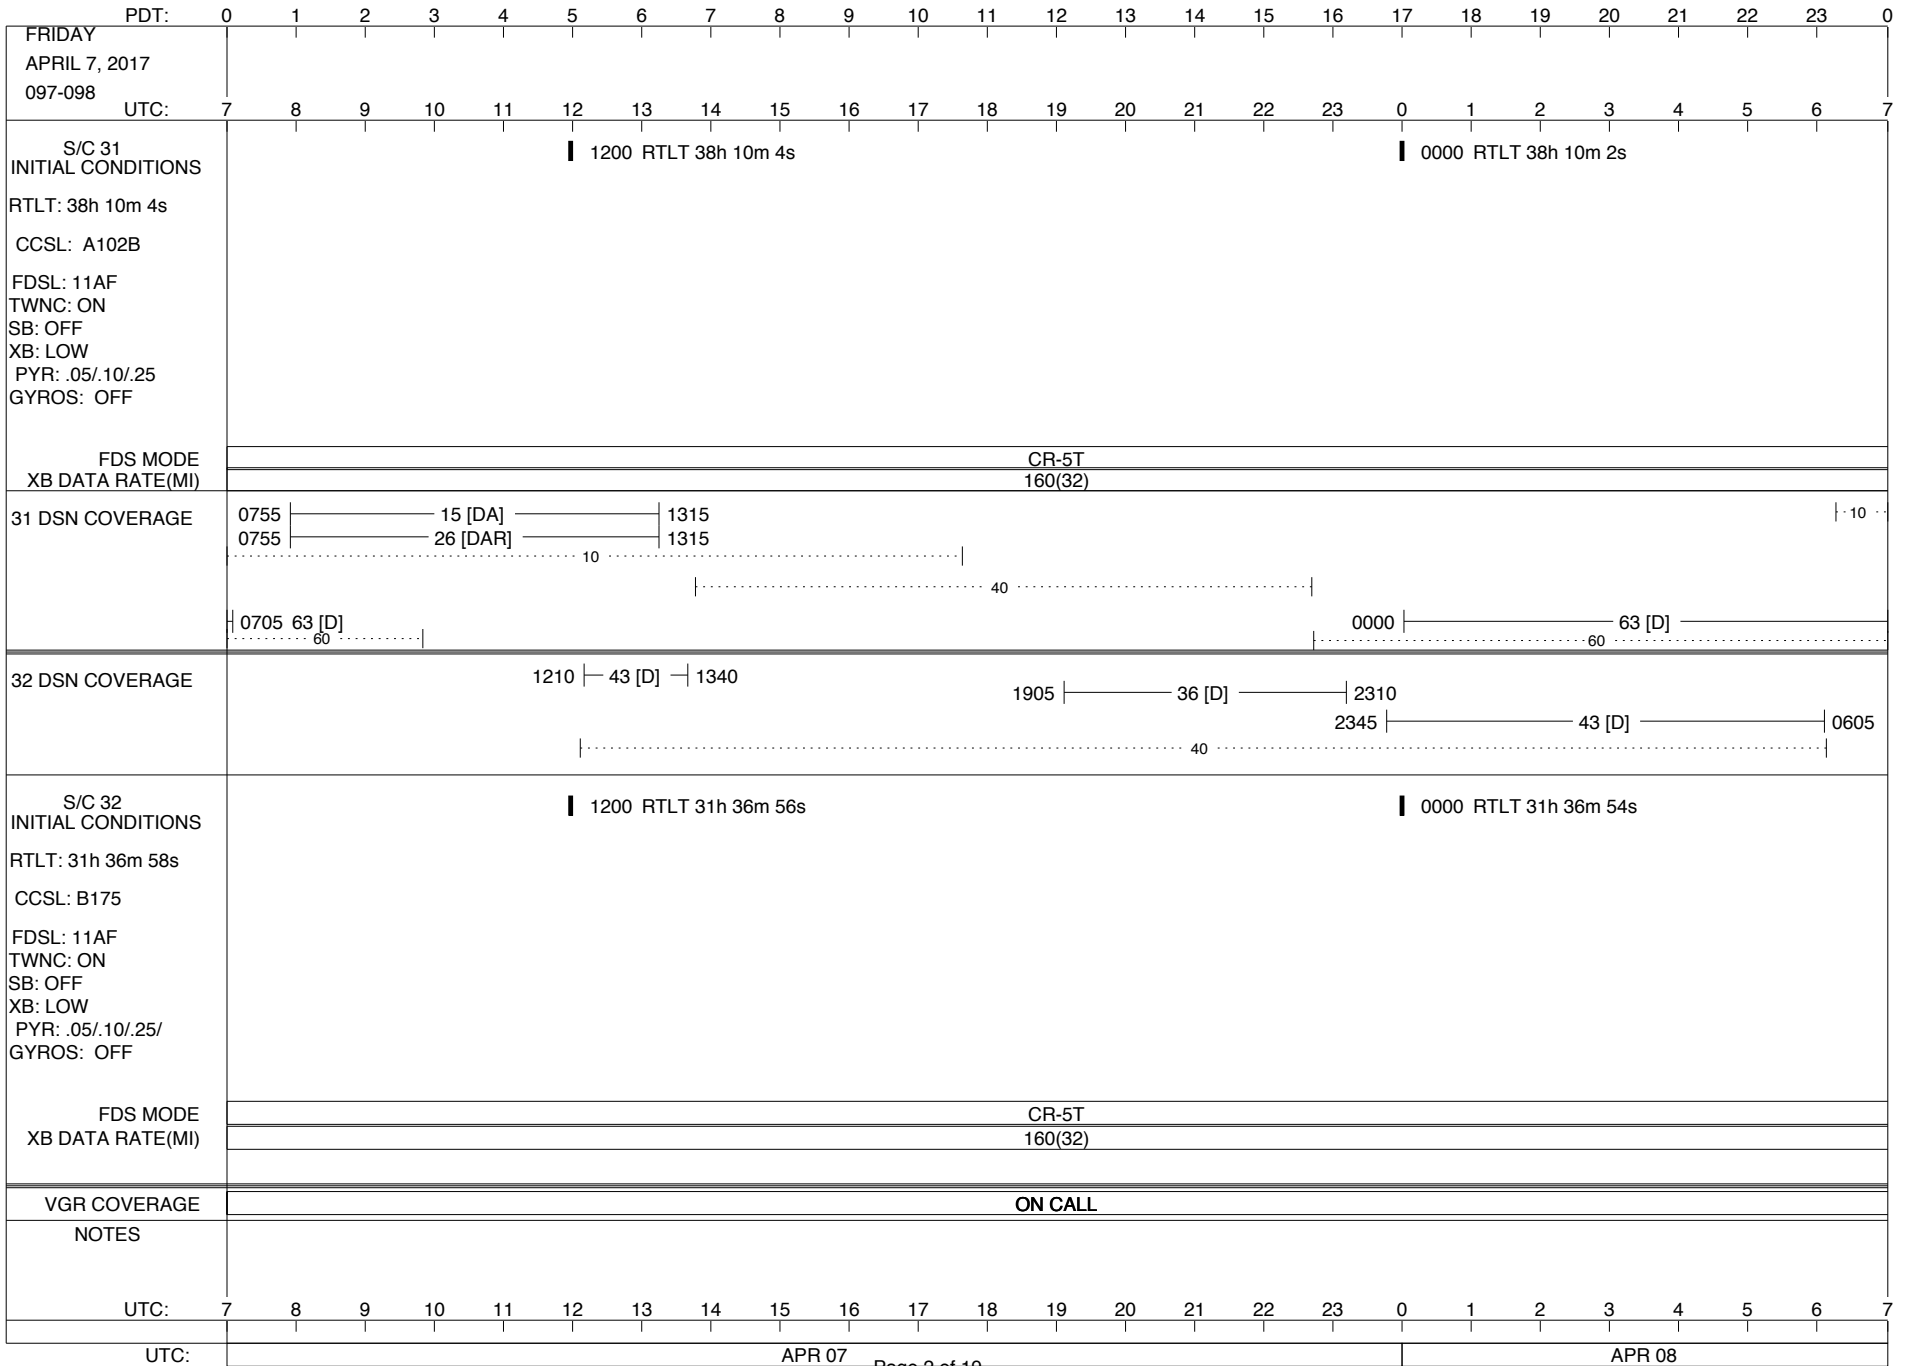 PDT: 0 1 2 3 4 5 6 7 8 9 10 11 12 13 14 15 16 17 18 19 20 21 22 23 0
FRIDAY
APRIL 7, 2017
097-098
UTC: 7 8 9 10 11 12 13 14 15 16 17 18 19 20 21 22 23 0 1 2 3 4 5 6 7
S/C 31
INITIAL CONDITIONS
1200 RTLT 38h 10m 4s
0000 RTLT 38h 10m 2s
RTLT: 38h 10m 4s
CCSL: A102B
FDSL: 11AF
TWNC: ON
SB: OFF
XB: LOW
PYR: .05/.10/.25
GYROS: OFF
FDS MODE CR-5T
XB DATA RATE(MI) 160(32)
31 DSN COVERAGE
0755 15 [DA] 1315
10
0755 26 [DAR] 1315
10
40
0705 63 [D]
0000 63 [D]
60
60
32 DSN COVERAGE
1210 43 [D] 1340
1905 36 [D] 2310
2345 43 [D] 0605
40
S/C 32
INITIAL CONDITIONS
1200 RTLT 31h 36m 56s
0000 RTLT 31h 36m 54s
RTLT: 31h 36m 58s
CCSL: B175
FDSL: 11AF
TWNC: ON
SB: OFF
XB: LOW
PYR: .05/.10/.25/
GYROS: OFF
FDS MODE CR-5T
XB DATA RATE(MI) 160(32)
VGR COVERAGE ON CALL
NOTES
UTC: 7 8 9 10 11 12 13 14 15 16 17 18 19 20 21 22 23 0 1 2 3 4 5 6 7
UTC: APR 07 APR 08
Page 2 of 19